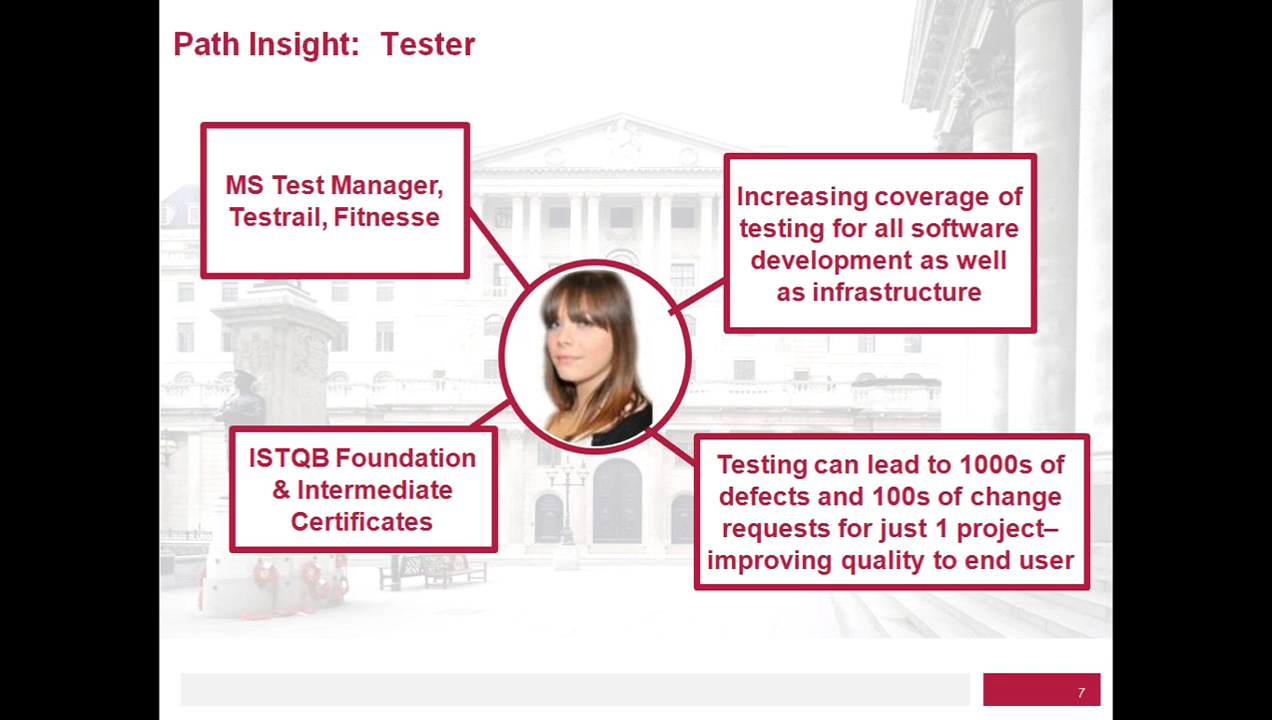 Path Insight: Tester
MS Test Manager,
Testrail, Fitnesse
Increasing coverage of
testing for all software
development as well
as infrastructure
ISTQB Foundation
& Intermediate
Certificates
Testing can lead to 1000s of
defects and 100s of change
requests for just 1 project–
improving quality to end user
7